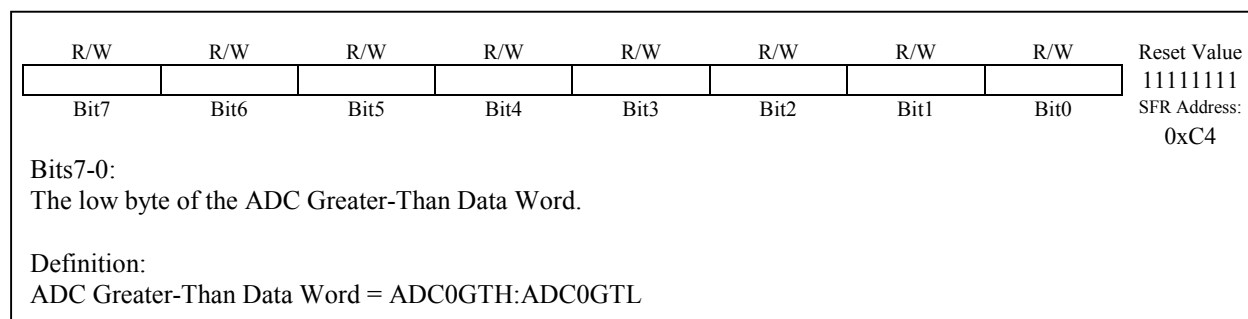 R/W R/W R/W R/W R/W R/W R/W R/W Reset Value
11111111
Bit7 Bit6 Bit5 Bit4 Bit3 Bit2 Bit1 Bit0 SFR Address:
0xC4
Bits7-0:
The low byte of the ADC Greater-Than Data Word.
Definition:
ADC Greater-Than Data Word = ADC0GTH:ADC0GTL